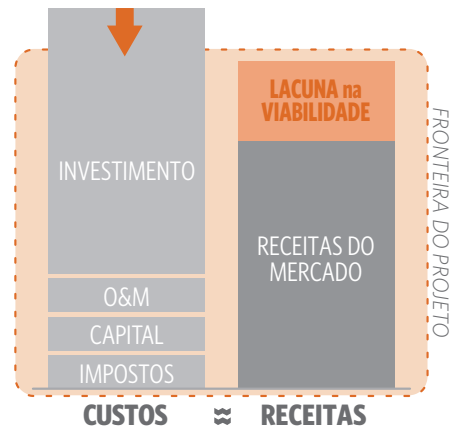 LACUNA na
VIABILIDADE
INVESTIMENTO
RECEITAS DO
MERCADO
O&M
CAPITAL
IMPOSTOS
FRONTEIRA DO PROJETO
CUSTOS ≈ RECEITAS